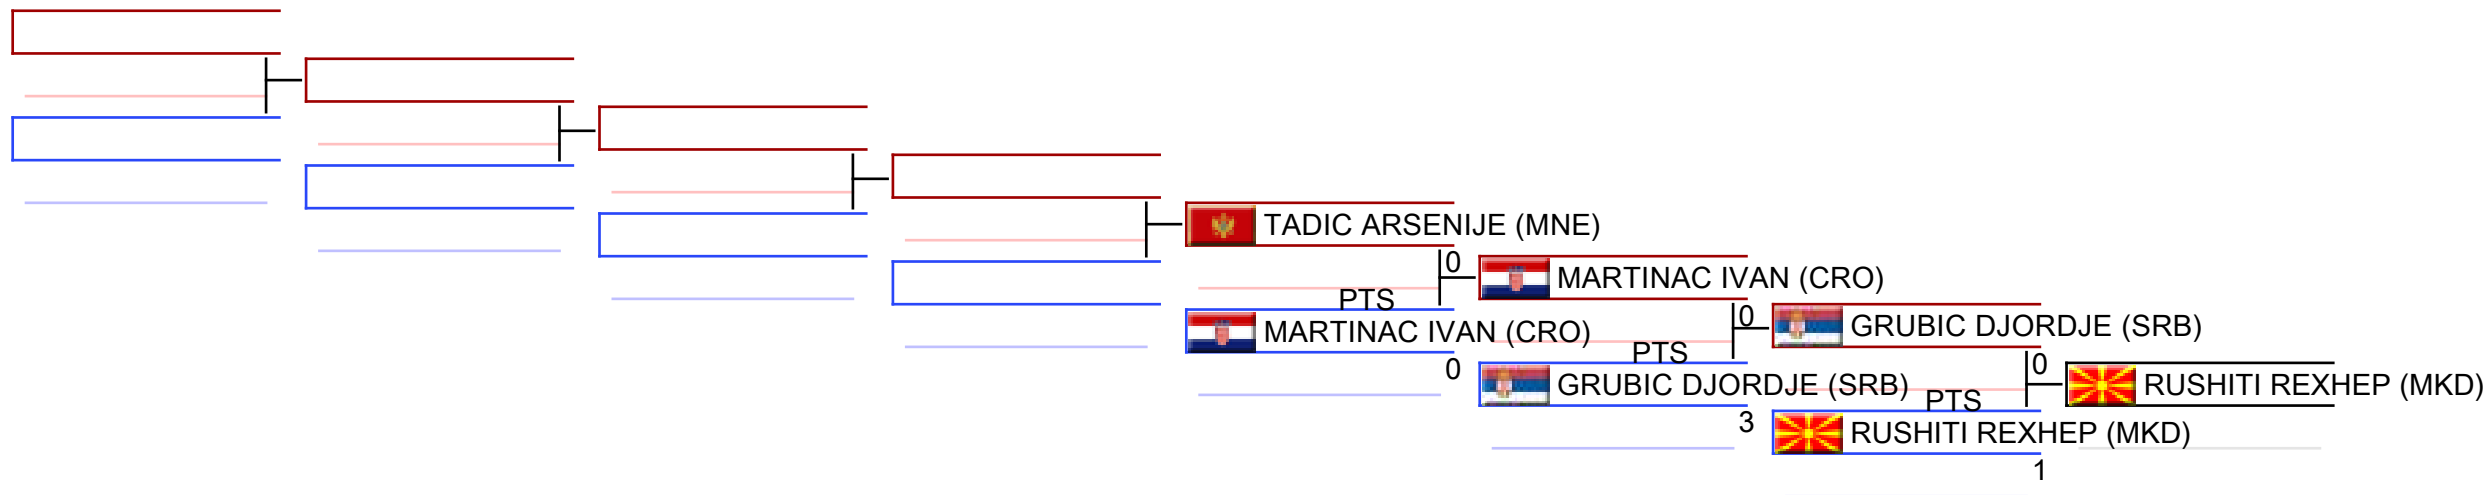 TADIC ARSENIJE (MNE)
0
PTS
MARTINAC IVAN (CRO)
0
MARTINAC IVAN (CRO)
0
PTS
GRUBIC DJORDJE (SRB)
3
GRUBIC DJORDJE (SRB)
0
PTS
RUSHITI REXHEP (MKD)
1
RUSHITI REXHEP (MKD)